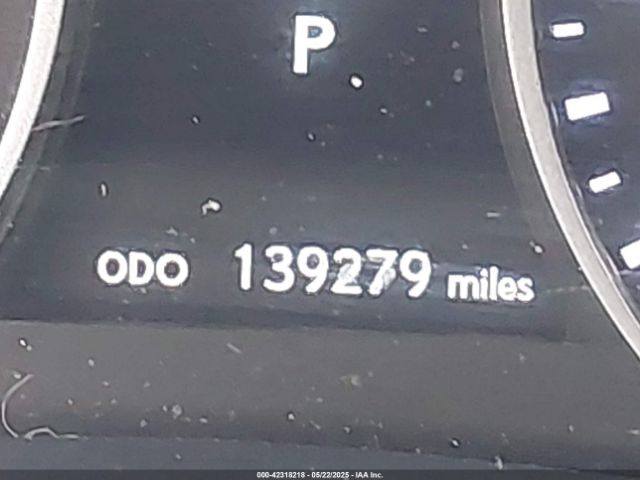 P
ODO 139279 miles
000-42318218 - 05/22/2025 - IAA Inc.